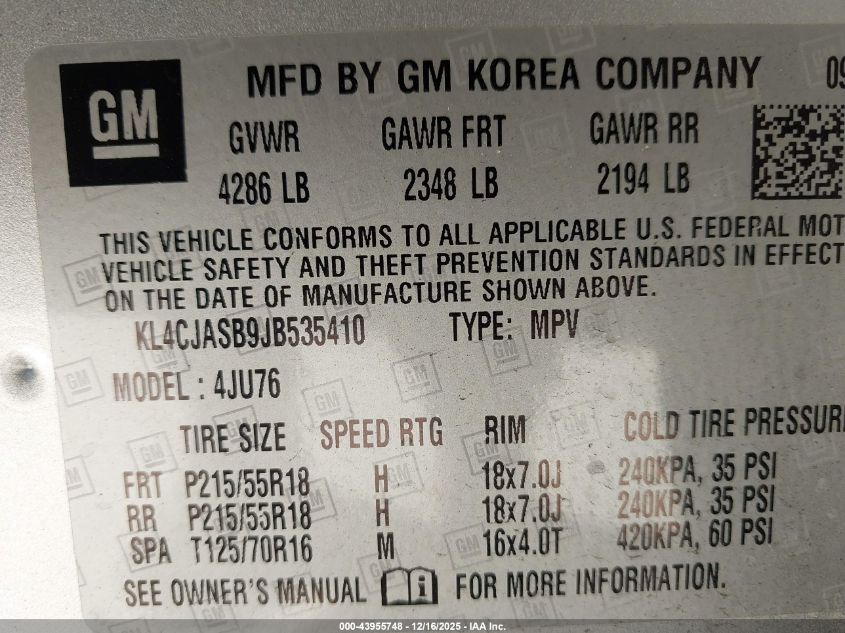 GM
MFD BY GM KOREA COMPANY 09
GVWR GAWR FRT GAWR RR
4286 LB 2348 LB 2194 LB
THIS VEHICLE CONFORMS TO ALL APPLICABLE U.S. FEDERAL MOT
VEHICLE SAFETY AND THEFT PREVENTION STANDARDS IN EFFECT
ON THE DATE OF MANUFACTURE SHOWN ABOVE.
KL4CJASB9JB535410 TYPE: MPV
MODEL : 4JU76
TIRE SIZE SPEED RTG RIM COLD TIRE PRESSURE
FRT P215/55R18 H 18x7.0J 240KPA, 35 PSI
RR P215/55R18 H 18x7.0J 240KPA, 35 PSI
SPA T125/70R16 M 16x4.0T 420KPA, 60 PSI
SEE OWNER'S MANUAL i FOR MORE INFORMATION.
000-43955748 - 12/16/2025 - IAA Inc.